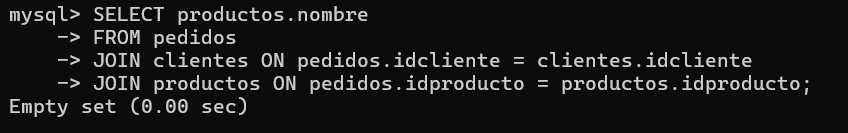 mysql> SELECT productos.nombre
    -> FROM pedidos
    -> JOIN clientes ON pedidos.idcliente = clientes.idcliente
    -> JOIN productos ON pedidos.idproducto = productos.idproducto;
Empty set (0.00 sec)